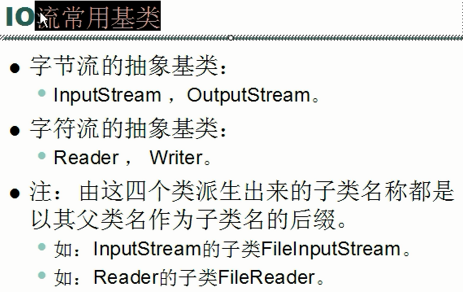 IO流常用基类
字节流的抽象基类：
InputStream ，OutputStream。
字符流的抽象基类：
Reader ， Writer。
注：由这四个类派生出来的子类名称都是
以其父类名作为子类名的后缀。
如：InputStream的子类FileInputStream。
如：Reader的子类FileReader。